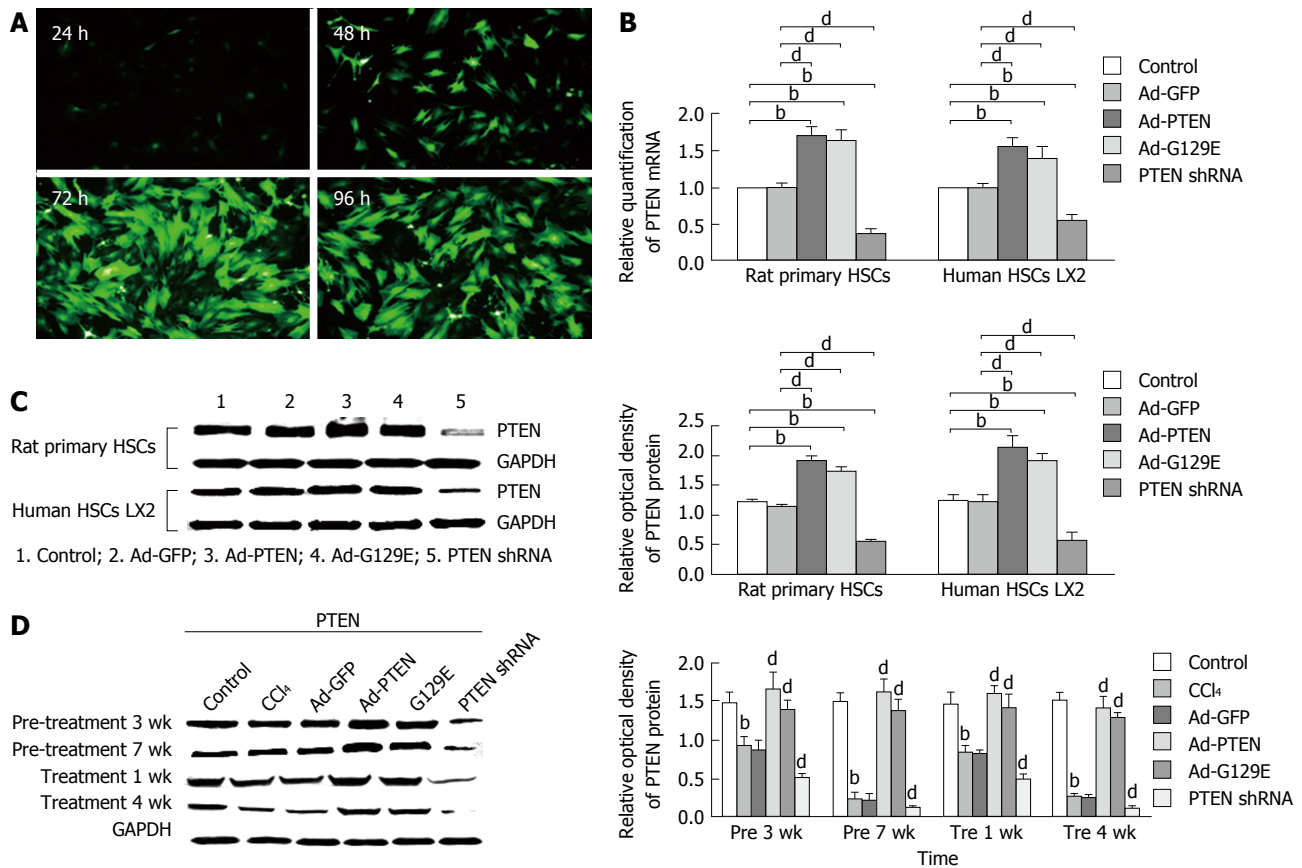 A
24 h
48 h
72 h
96 h
B
d
d
d
b
b
b
d
d
d
b
b
b
Relative quantification
of PTEN mRNA
2.0
1.5
1.0
0.5
0.0
Rat primary HSCs
Human HSCs LX2
Control
Ad-GFP
Ad-PTEN
Ad-G129E
PTEN shRNA
C
1 2 3 4 5
Rat primary HSCs
PTEN
GAPDH
Human HSCs LX2
PTEN
GAPDH
1. Control; 2. Ad-GFP; 3. Ad-PTEN; 4. Ad-G129E; 5. PTEN shRNA
d
d
d
b
b
b
d
d
d
b
b
b
Relative optical density
of PTEN protein
2.5
2.0
1.5
1.0
0.5
0.0
Rat primary HSCs
Human HSCs LX2
Control
Ad-GFP
Ad-PTEN
Ad-G129E
PTEN shRNA
D
PTEN
Control
CCl₄
Ad-GFP
Ad-PTEN
G129E
PTEN shRNA
Pre-treatment 3 wk
Pre-treatment 7 wk
Treatment 1 wk
Treatment 4 wk
GAPDH
Relative optical density
of PTEN protein
2.0
1.5
1.0
0.5
0.0
b d d d
b d d d
b d d d
b d d d
Pre 3 wk
Pre 7 wk
Tre 1 wk
Tre 4 wk
Time
Control
CCl₄
Ad-GFP
Ad-PTEN
Ad-G129E
PTEN shRNA